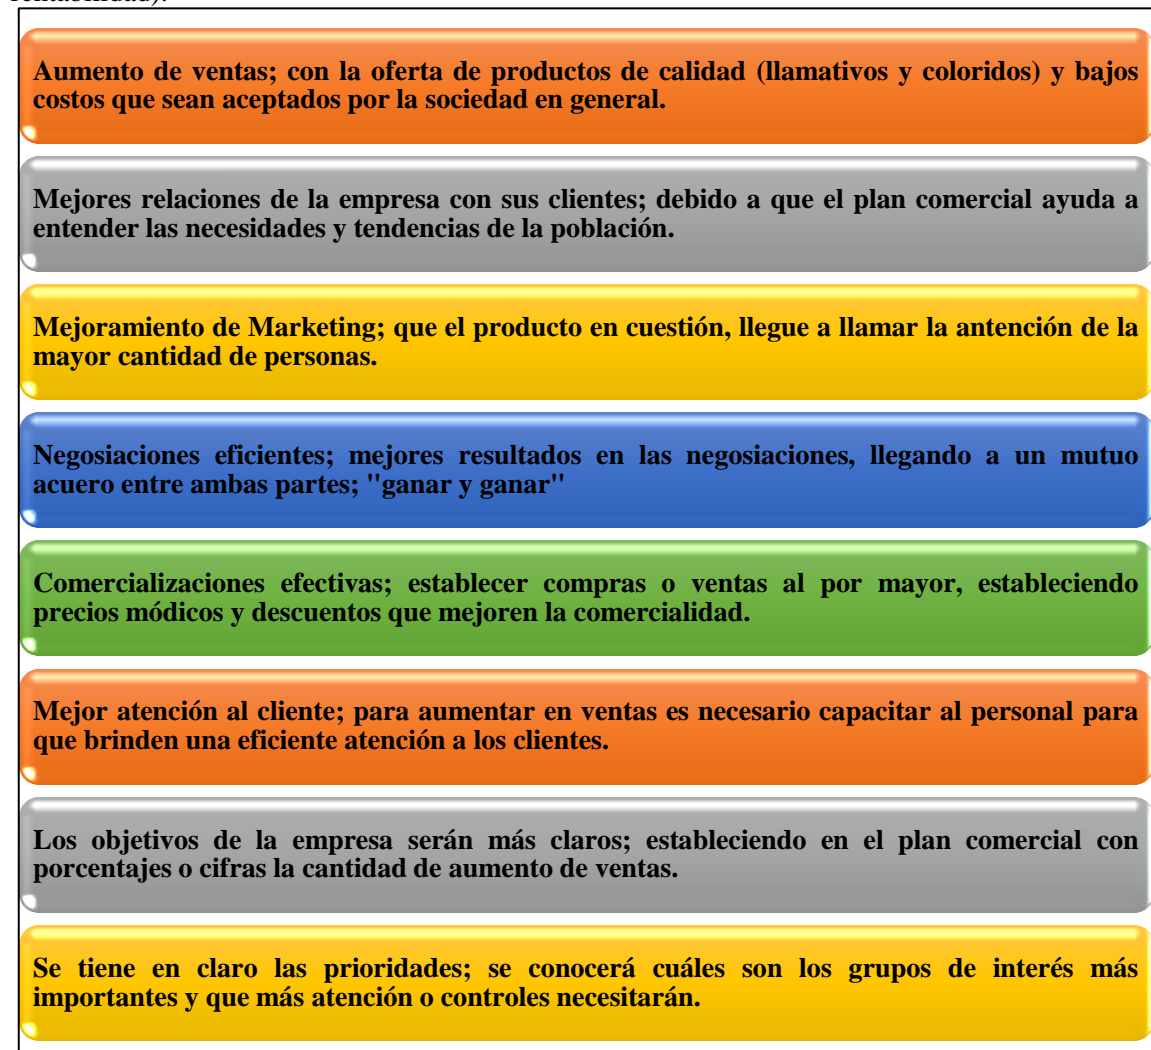 rentabilidad).
Aumento de ventas; con la oferta de productos de calidad (llamativos y coloridos) y bajos
costos que sean aceptados por la sociedad en general.
Mejores relaciones de la empresa con sus clientes; debido a que el plan comercial ayuda a
entender las necesidades y tendencias de la población.
Mejoramiento de Marketing; que el producto en cuestión, llegue a llamar la antención de la
mayor cantidad de personas.
Negosiaciones eficientes; mejores resultados en las negosiaciones, llegando a un mutuo
acuero entre ambas partes; "ganar y ganar"
Comercializaciones efectivas; establecer compras o ventas al por mayor, estableciendo
precios módicos y descuentos que mejoren la comercialidad.
Mejor atención al cliente; para aumentar en ventas es necesario capacitar al personal para
que brinden una eficiente atención a los clientes.
Los objetivos de la empresa serán más claros; estableciendo en el plan comercial con
porcentajes o cifras la cantidad de aumento de ventas.
Se tiene en claro las prioridades; se conocerá cuáles son los grupos de interés más
importantes y que más atención o controles necesitarán.